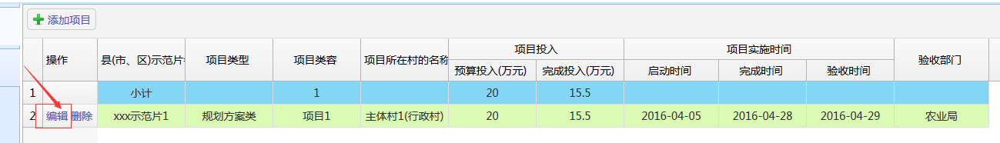 添加项目
操作 县(市、区)示范片 项目类型 项目类容 项目所在村的名称 项目投入 项目实施时间 验收部门
预算投入(万元) 完成投入(万元) 启动时间 完成时间 验收时间
1 小计 1 20 15.5
2 编辑 删除 xxx示范片1 规划方案类 项目1 主体村1(行政村) 20 15.5 2016-04-05 2016-04-28 2016-04-29 农业局